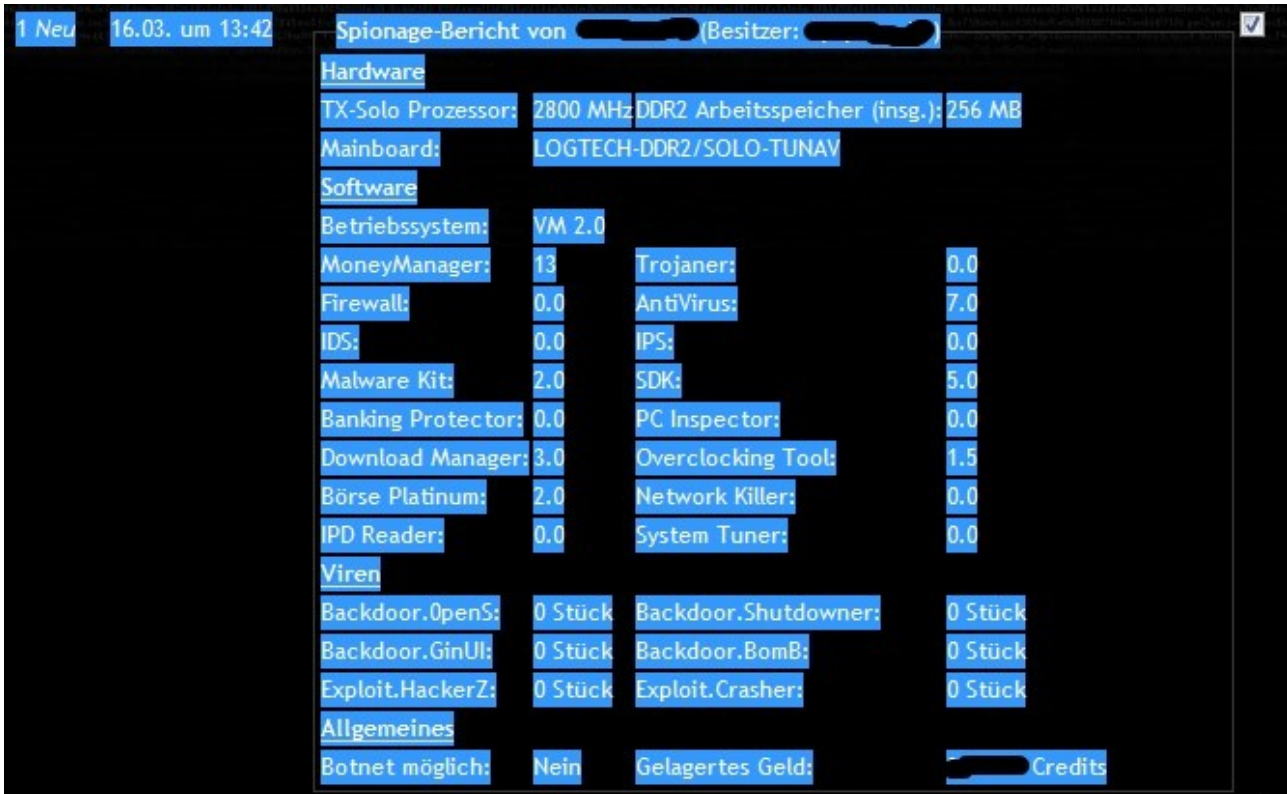 1 Neu 16.03. um 13:42 Spionage-Bericht von (Besitzer: )
Hardware
TX-Solo Prozessor: 2800 MHz DDR2 Arbeitsspeicher (insg.): 256 MB
Mainboard: LOGTECH-DDR2/SOLO-TUNAV
Software
Betriebssystem: VM 2.0
MoneyManager: 13 Trojaner: 0.0
Firewall: 0.0 AntiVirus: 7.0
IDS: 0.0 IPS: 0.0
Malware Kit: 2.0 SDK: 5.0
Banking Protector: 0.0 PC Inspector: 0.0
Download Manager: 3.0 Overclocking Tool: 1.5
Börse Platinum: 2.0 Network Killer: 0.0
IPD Reader: 0.0 System Tuner: 0.0
Viren
Backdoor.0penS: 0 Stück Backdoor.Shutdowner: 0 Stück
Backdoor.GinUI: 0 Stück Backdoor.BomB: 0 Stück
Exploit.HackerZ: 0 Stück Exploit.Crasher: 0 Stück
Allgemeines
Botnet möglich: Nein Gelagertes Geld: Credits